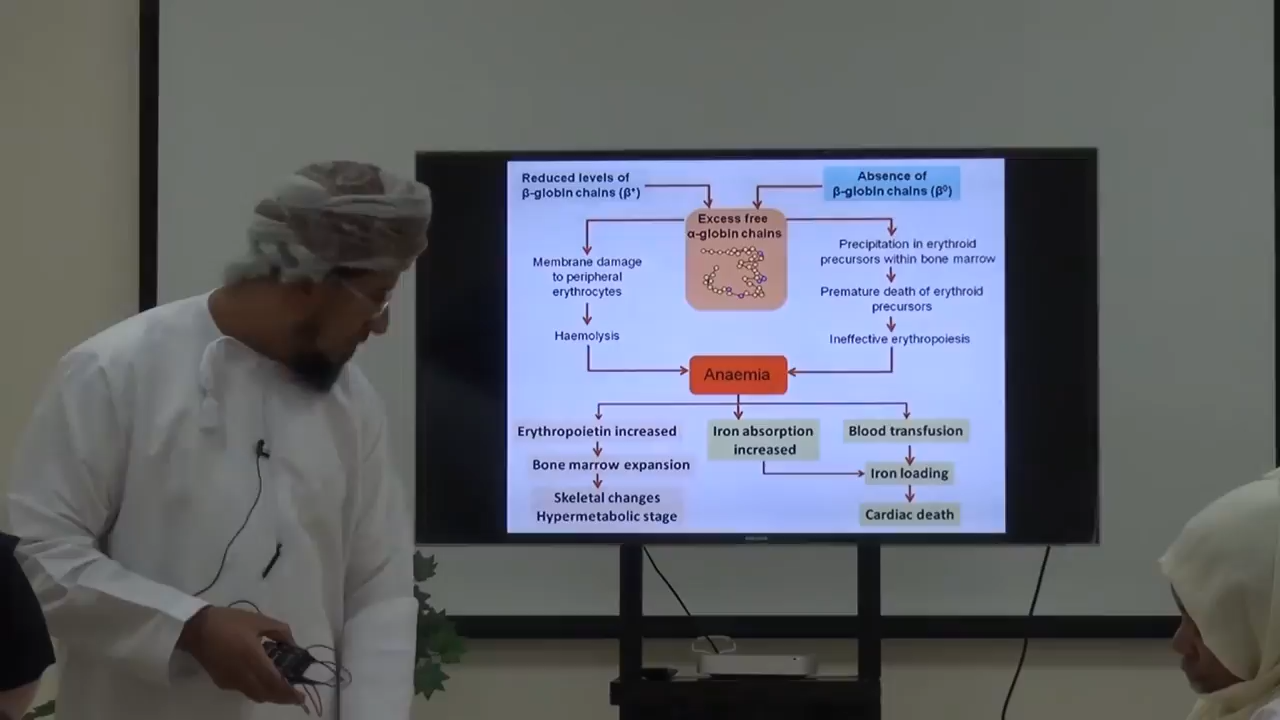 Reduced levels of
β-globin chains (β⁺)
Absence of
β-globin chains (β⁰)
Excess free
α-globin chains
Membrane damage
to peripheral
erythrocytes
Haemolysis
Precipitation in erythroid
precursors within bone marrow
Premature death of erythroid
precursors
Ineffective erythropoiesis
Anaemia
Erythropoietin increased
Bone marrow expansion
Skeletal changes
Hypermetabolic stage
Iron absorption
increased
Blood transfusion
Iron loading
Cardiac death